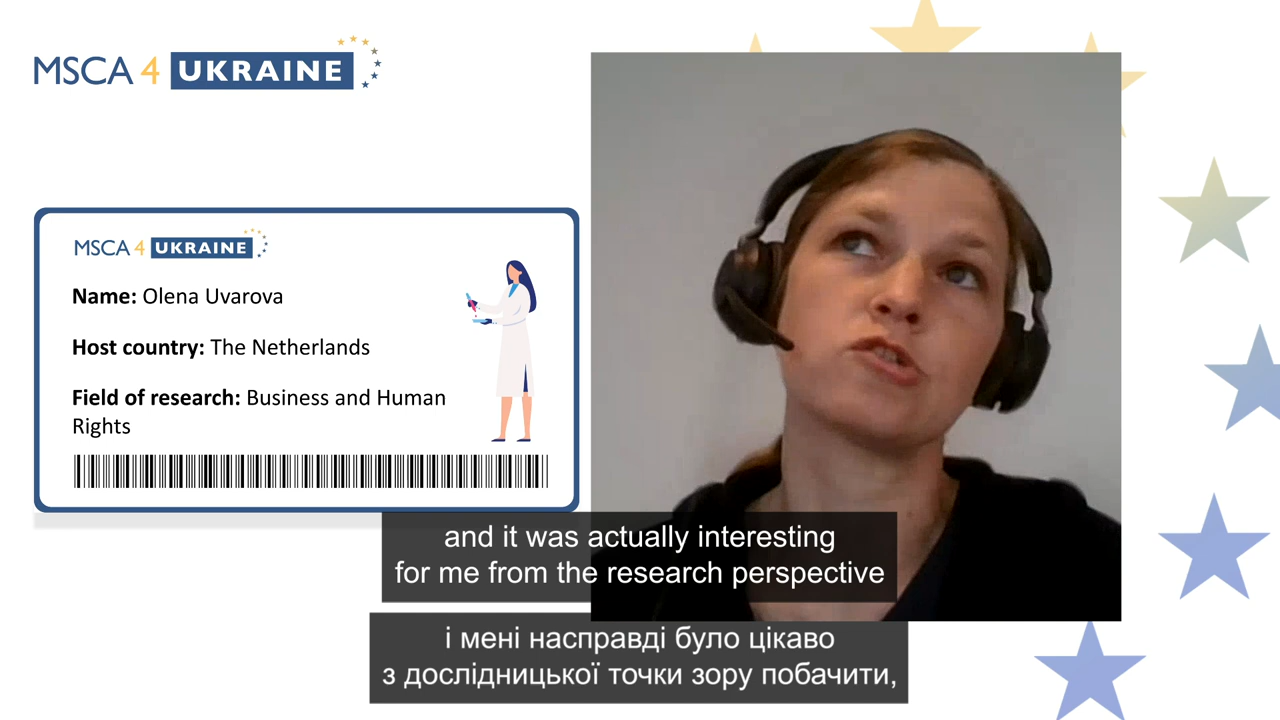 MSCA 4 UKRAINE
MSCA 4 UKRAINE
Name: Olena Uvarova
Host country: The Netherlands
Field of research: Business and Human
Rights
and it was actually interesting
for me from the research perspective
і мені насправді було цікаво
з дослідницької точки зору побачити,